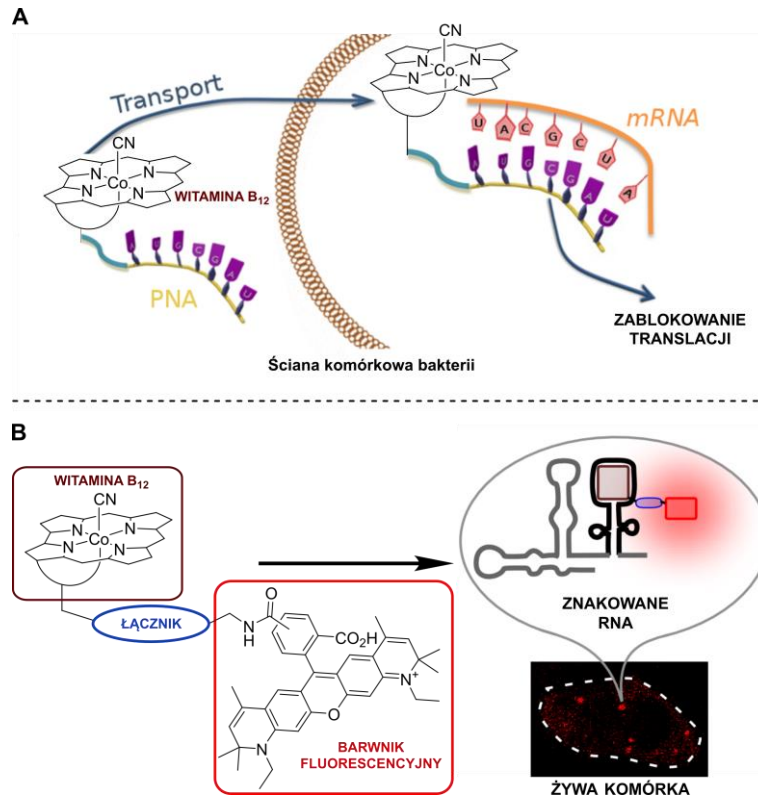 A
CN
Co
N
N
N
N
Transport
CN
Co
N
N
N
N
WITAMINA B12
mRNA
U
A
C
G
C
U
A
A
U
G
C
G
A
U
PNA
A
U
G
C
G
A
U
ZABLOKOWANIE
TRANSLACJI
Ściana komórkowa bakterii
B
WITAMINA B12
CN
Co
N
N
N
N
ŁĄCZNIK
N
H
O
CO2H
N+
O
N
BARWNIK
FLUORESCENCYJNY
ZNAKOWANE
RNA
ŻYWA KOMÓRKA